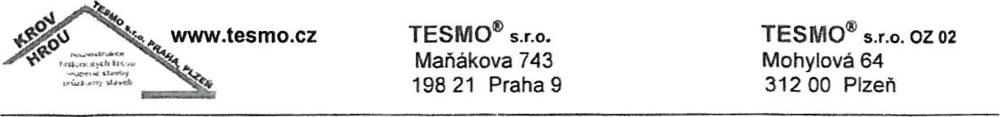 KROV
HROU
TESMO s.r.o. PRAHA, PLZEŇ
rekonstrukce
historických krovů
roubené stavby
průzkumy staveb
www.tesmo.cz
TESMO® s.r.o.
Maňákova 743
198 21 Praha 9
TESMO® s.r.o. OZ 02
Mohylová 64
312 00 Plzeň